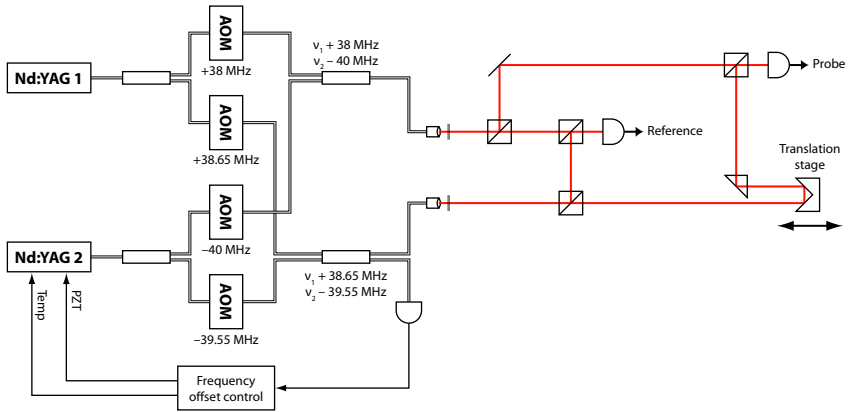 Nd:YAG 1
AOM
+38 MHz
AOM
+38.65 MHz
ν₁ + 38 MHz
ν₂ – 40 MHz
Probe
Reference
Translation
stage
Nd:YAG 2
AOM
–40 MHz
AOM
–39.55 MHz
ν₁ + 38.65 MHz
ν₂ – 39.55 MHz
Temp
PZT
Frequency
offset control